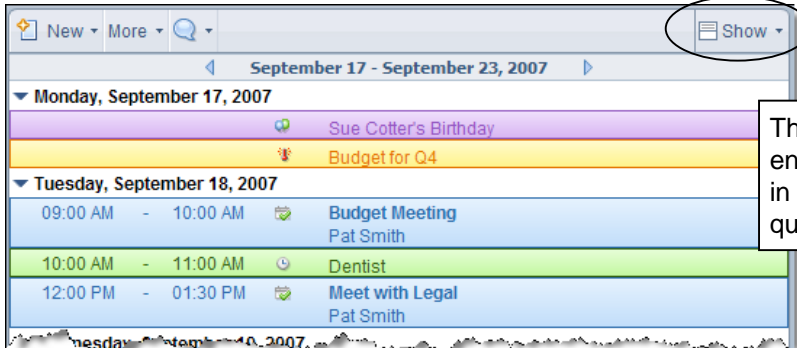 New More Show
September 17 - September 23, 2007
Monday, September 17, 2007
Sue Cotter's Birthday
Budget for Q4
Th
en
in
qu
Tuesday, September 18, 2007
09:00 AM - 10:00 AM Budget Meeting
Pat Smith
10:00 AM - 11:00 AM Dentist
12:00 PM - 01:30 PM Meet with Legal
Pat Smith
2007